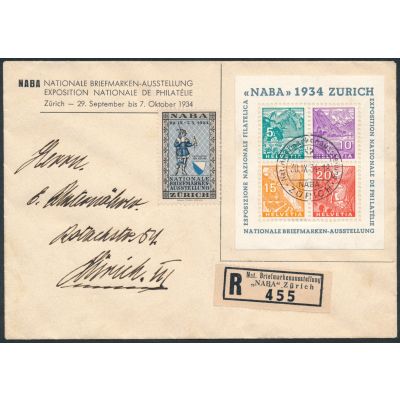 NABA NATIONALE BRIEFMARKEN-AUSSTELLUNG
EXPOSITION NATIONALE DE PHILATÉLIE
Zürich — 29. September bis 7. Oktober 1934
NABA
NATIONALE
BRIEFMARKEN-
AUSSTELLUNG
ZÜRICH
«NABA» 1934 ZURICH
ESPOSIZIONE NAZIONALE FILATELICA
EXPOSITION NATIONALE DE PHILATÉLIE
5
10
HELVETIA
HELVETIA
15
20
HELVETIA
HELVETIA
NABA
ZÜRICH
NATIONALE BRIEFMARKEN-AUSSTELLUNG
Herrn
Zürich
R
Nat. Briefmarkenausstellung
„NABA" Zürich
455